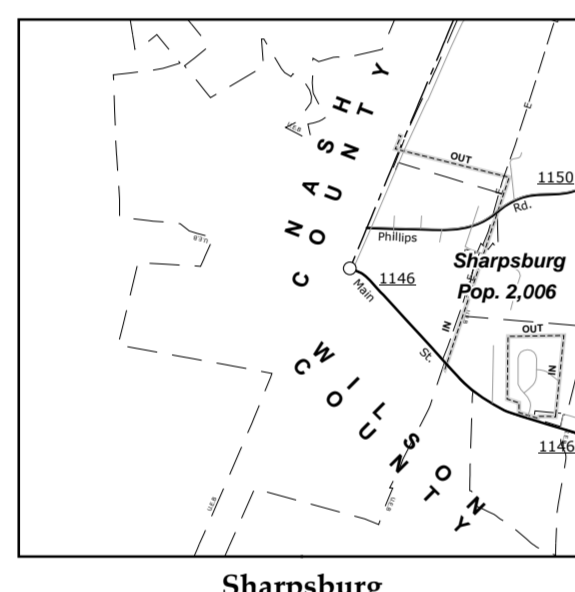 NASH
COUNTY
U.E.B
OUT
E
1150
Rd.
U.E.B
Phillips
Sharpsburg
Pop. 2,006
1146
Main
E
U.E.B
IN
St.
OUT
IN
WILSON
COUNTY
1146
E
U.E.B
U.E.B
Sharpsburg